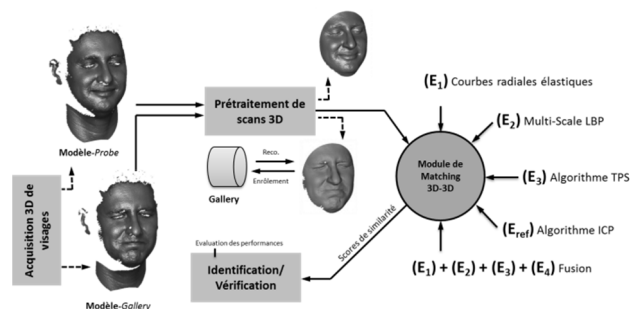 Acquisition 3D de
visages
Modèle-Probe
Modèle-Gallery
Prétraitement de
scans 3D
Reco.
Enrôlement
Gallery
Evaluation des performances
Identification/
Vérification
Scores de similarité
Module de
Matching
3D-3D
(E1) Courbes radiales élastiques
(E2) Multi-Scale LBP
(E3) Algorithme TPS
(Eref) Algorithme ICP
(E1) + (E2) + (E3) + (E4) Fusion